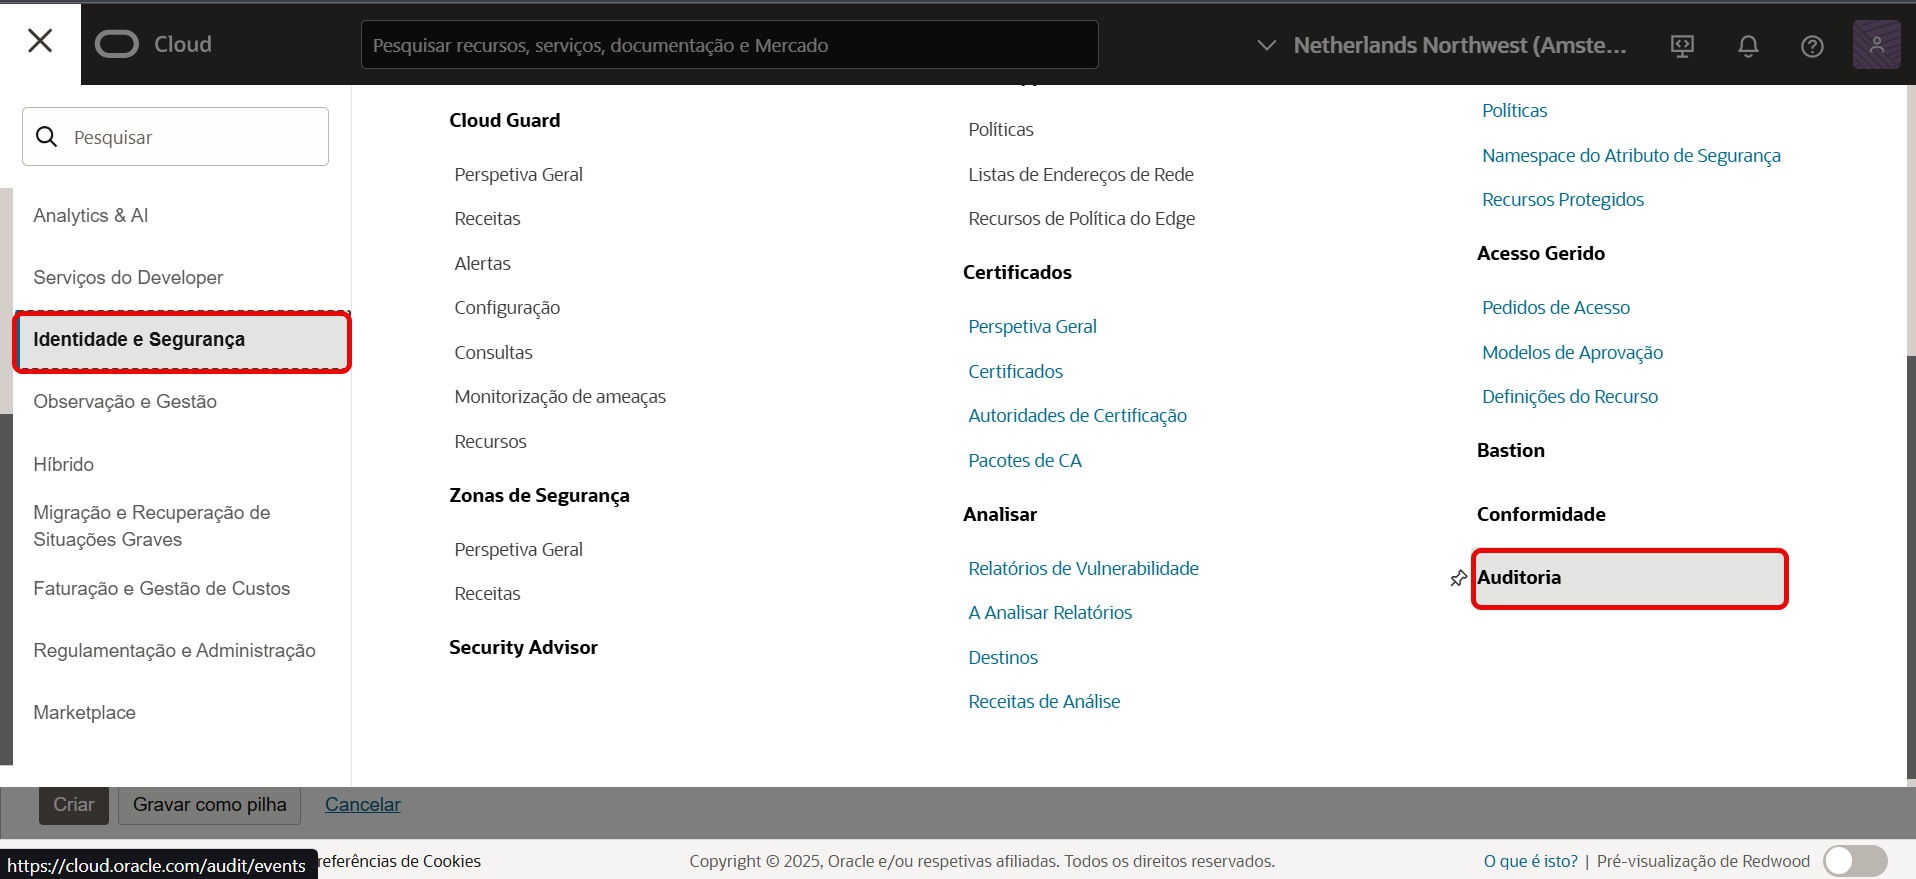 Cloud
Pesquisar recursos, serviços, documentação e Mercado
Netherlands Northwest (Amste...
Pesquisar
Analytics & AI
Serviços do Developer
Identidade e Segurança
Observação e Gestão
Híbrido
Migração e Recuperação de
Situações Graves
Faturação e Gestão de Custos
Regulamentação e Administração
Marketplace
Cloud Guard
Perspetiva Geral
Receitas
Alertas
Configuração
Consultas
Monitorização de ameaças
Recursos
Zonas de Segurança
Perspetiva Geral
Receitas
Security Advisor
Políticas
Listas de Endereços de Rede
Recursos de Política do Edge
Certificados
Perspetiva Geral
Certificados
Autoridades de Certificação
Pacotes de CA
Analisar
Relatórios de Vulnerabilidade
A Analisar Relatórios
Destinos
Receitas de Análise
Políticas
Namespace do Atributo de Segurança
Recursos Protegidos
Acesso Gerido
Pedidos de Acesso
Modelos de Aprovação
Definições do Recurso
Bastion
Conformidade
Auditoria
Criar
Gravar como pilha
Cancelar
https://cloud.oracle.com/audit/events
referências de Cookies
Copyright © 2025, Oracle e/ou respetivas afiliadas. Todos os direitos reservados.
O que é isto? | Pré-visualização de Redwood